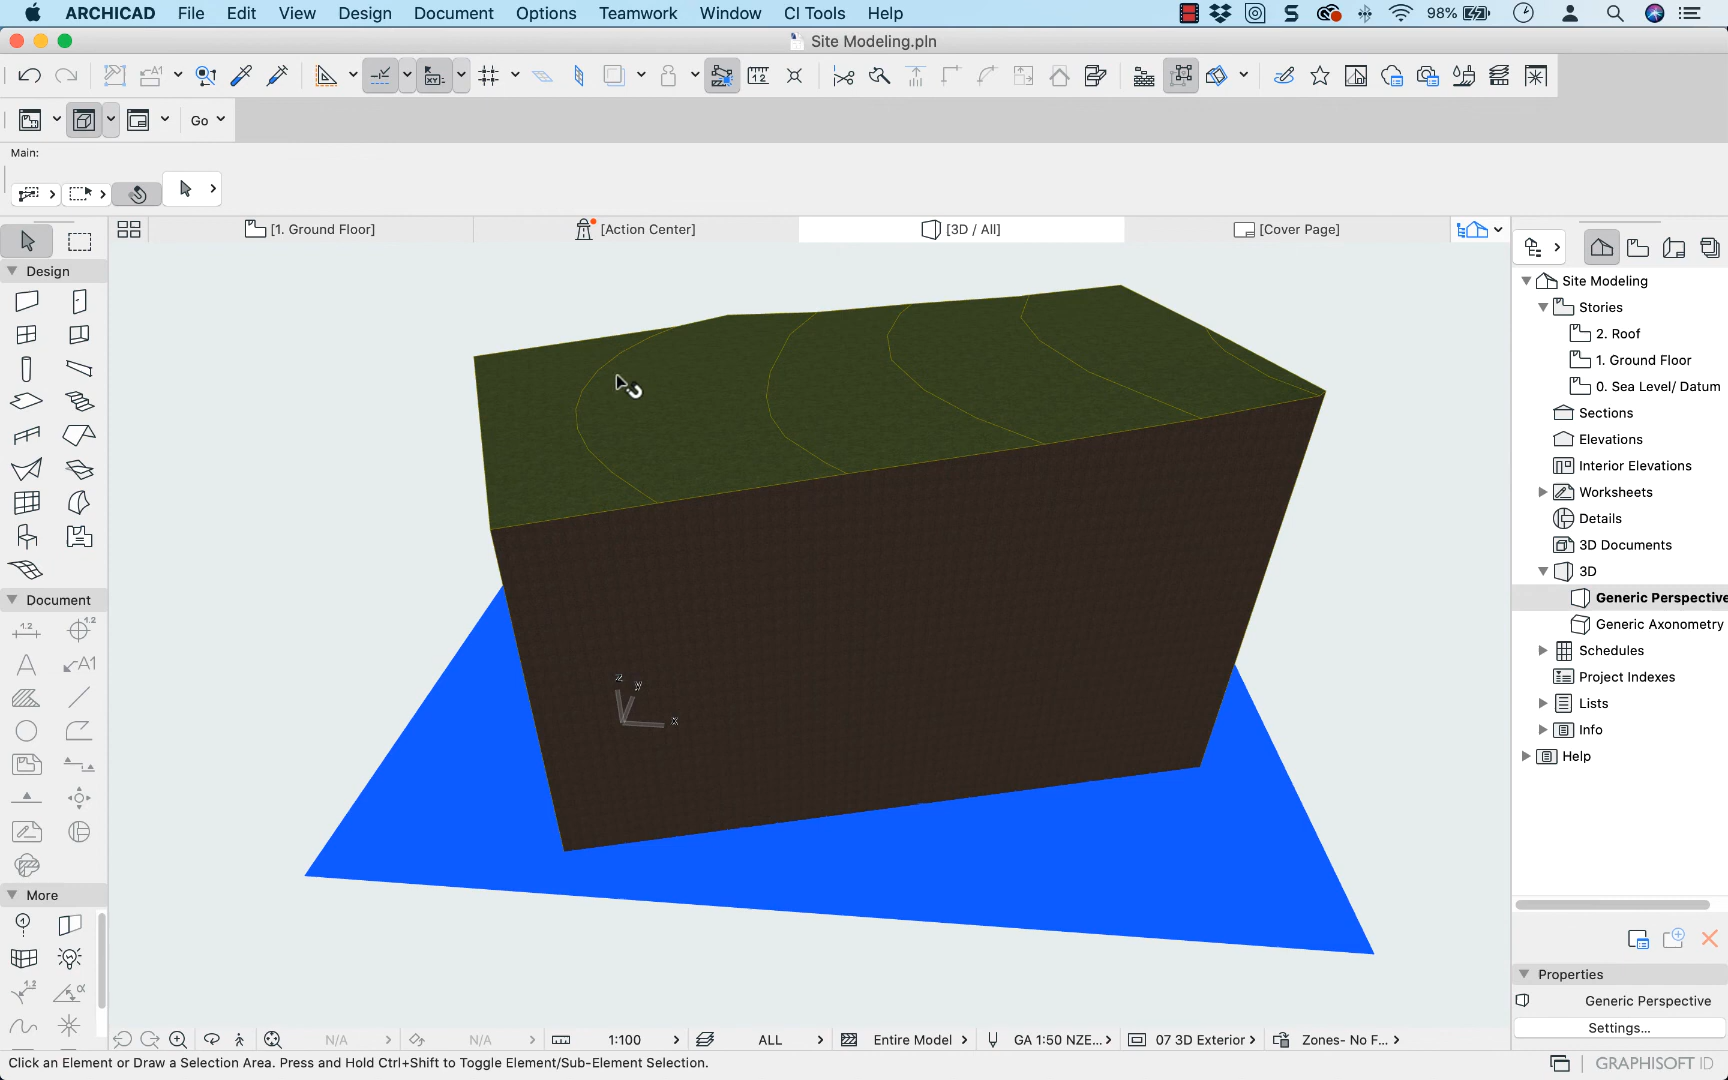 ARCHICAD File Edit View Design Document Options Teamwork Window CI Tools Help
98%
Site Modeling.pln
Go
Main:
[1. Ground Floor]
[Action Center]
[3D / All]
[Cover Page]
Design
Document
More
Site Modeling
Stories
2. Roof
1. Ground Floor
0. Sea Level/ Datum
Sections
Elevations
Interior Elevations
Worksheets
Details
3D Documents
3D
Generic Perspective
Generic Axonometry
Schedules
Project Indexes
Lists
Info
Help
z
y
x
Properties
Generic Perspective
Settings...
N/A
N/A
1:100
ALL
Entire Model
GA 1:50 NZE...
07 3D Exterior
Zones- No F...
Click an Element or Draw a Selection Area. Press and Hold Ctrl+Shift to Toggle Element/Sub-Element Selection.
GRAPHISOFT ID